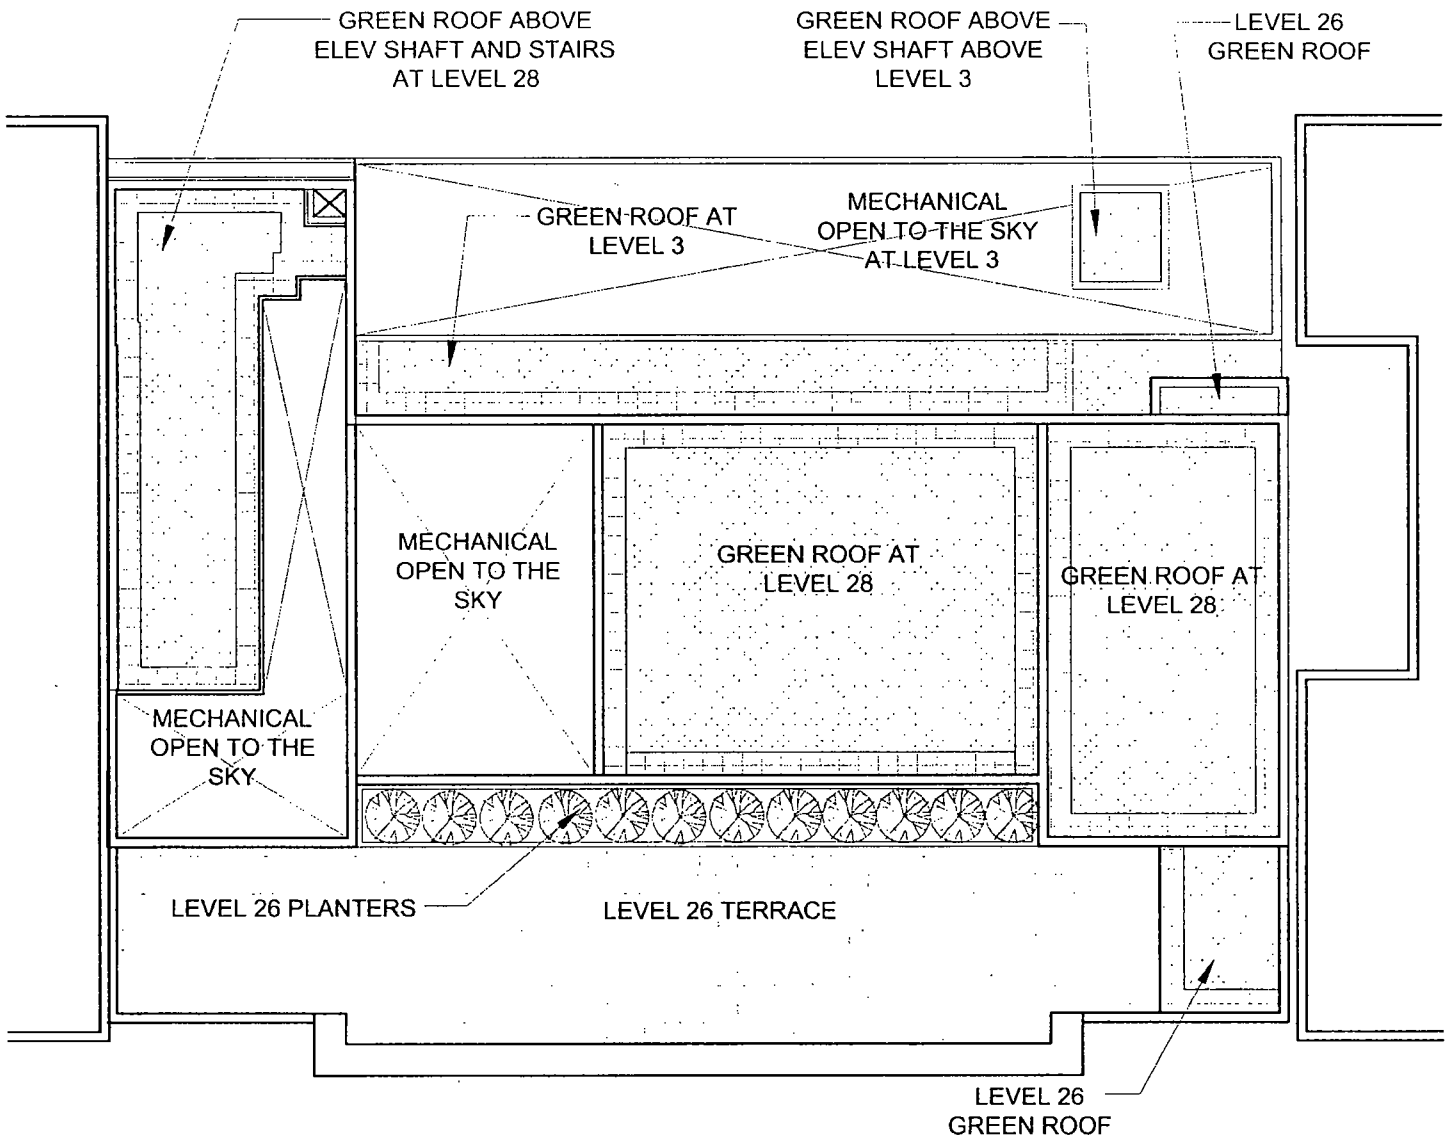 GREEN ROOF ABOVE
ELEV SHAFT AND STAIRS
AT LEVEL 28
GREEN ROOF ABOVE
ELEV SHAFT ABOVE
LEVEL 3
LEVEL 26
GREEN ROOF
GREEN ROOF AT
LEVEL 3
MECHANICAL
OPEN TO THE SKY
AT LEVEL 3
MECHANICAL
OPEN TO THE
SKY
GREEN ROOF AT
LEVEL 28
GREEN ROOF AT
LEVEL 28
MECHANICAL
OPEN TO THE
SKY
LEVEL 26 PLANTERS
LEVEL 26 TERRACE
LEVEL 26
GREEN ROOF